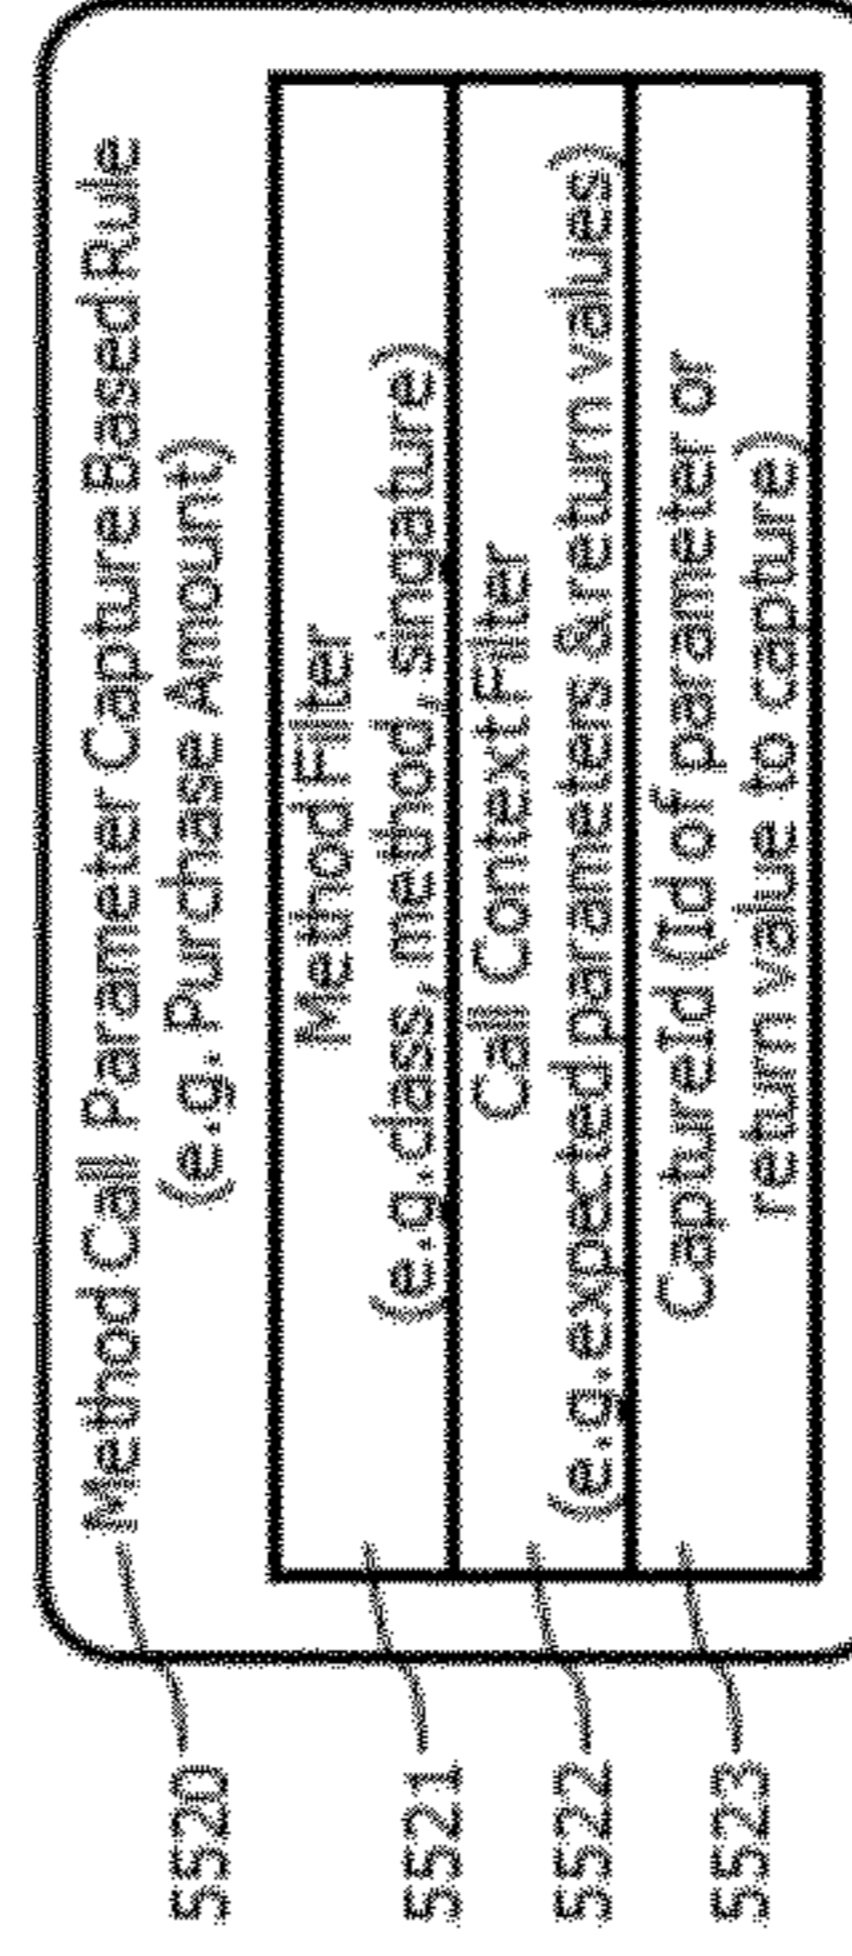 Method Call Parameter Capture Based Rule
(e.g. Purchase Amount)
Method Filter
(e.g. class, method, singature)
Call Context Filter
(e.g. expected parameters & return values)
CaptureId (Id of parameter or
return value to capture)
5520
5521
5522
5523